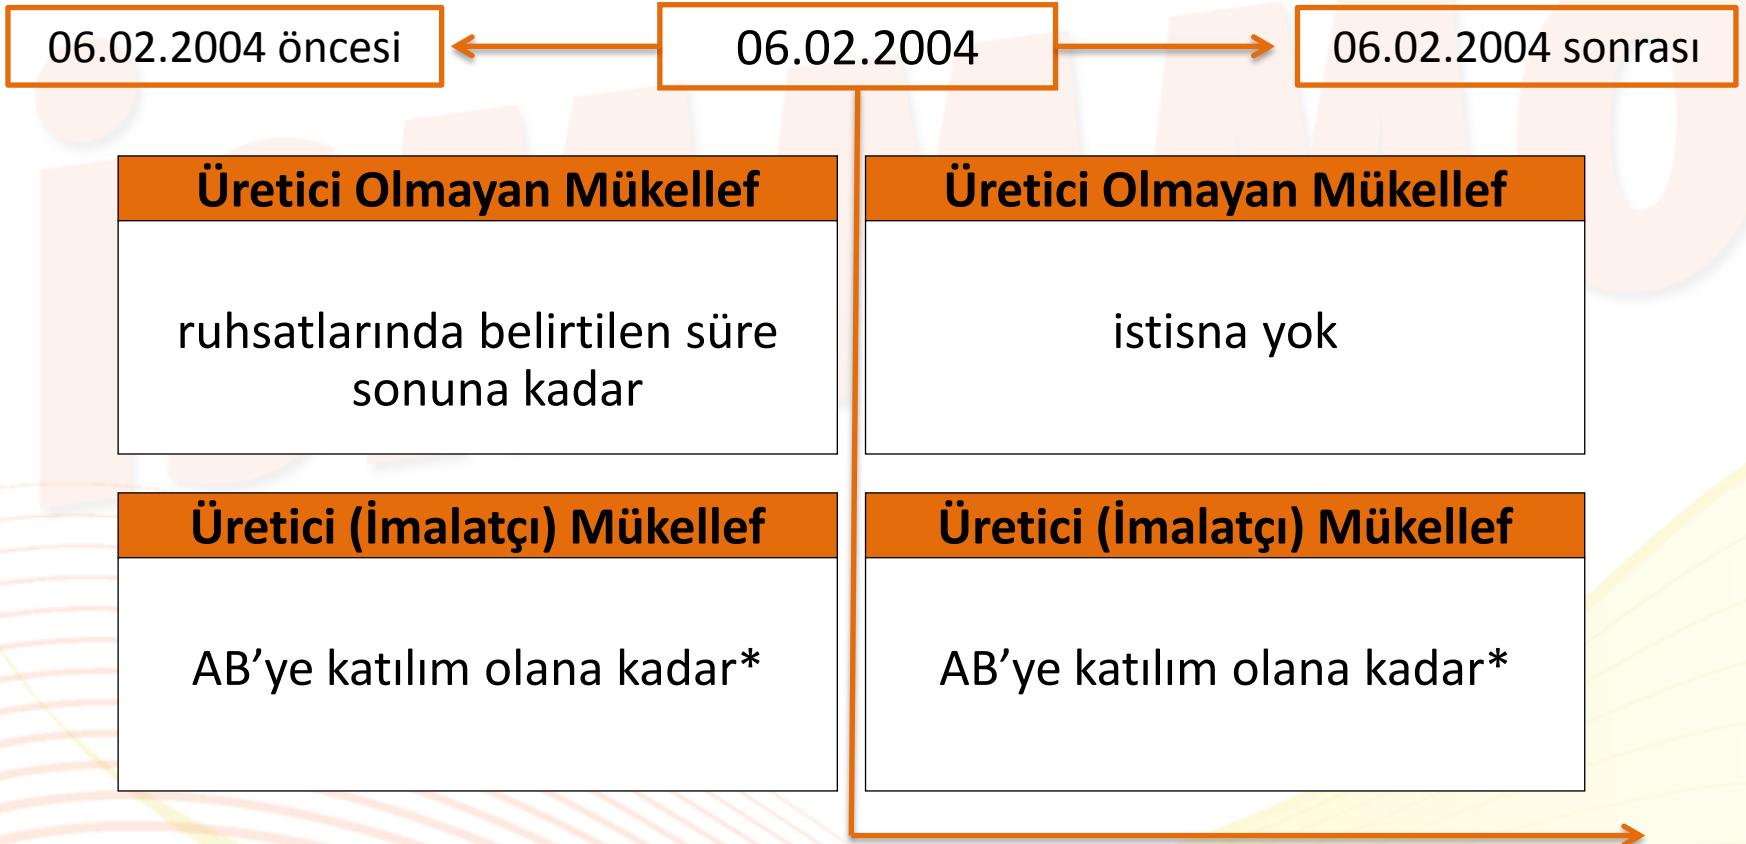 06.02.2004 öncesi
06.02.2004
06.02.2004 sonrası
Üretici Olmayan Mükellef
ruhsatlarında belirtilen süre
sonuna kadar
Üretici Olmayan Mükellef
istisna yok
Üretici (İmalatçı) Mükellef
AB’ye katılım olana kadar*
Üretici (İmalatçı) Mükellef
AB’ye katılım olana kadar*